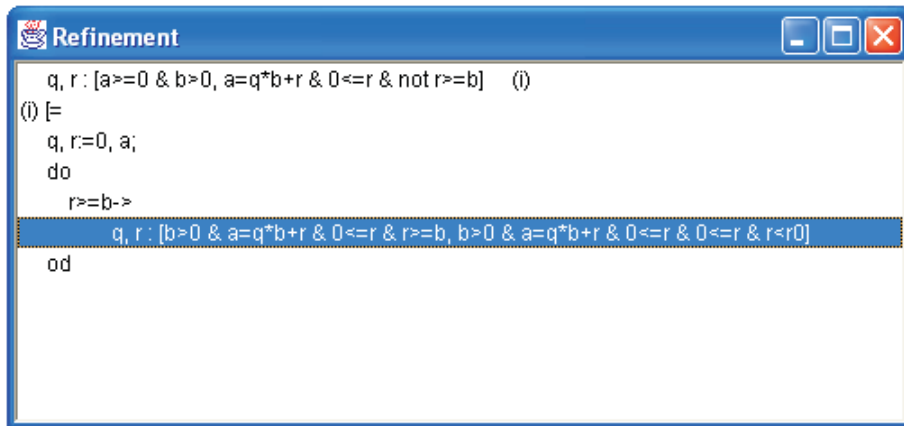 Refinement
q, r : [a>=0 & b>0, a=q*b+r & 0<=r & not r>=b] (i)
(i) [=
q, r:=0, a;
do
r>=b->
q, r : [b>0 & a=q*b+r & 0<=r & r>=b, b>0 & a=q*b+r & 0<=r & 0<=r & r<r0]
od